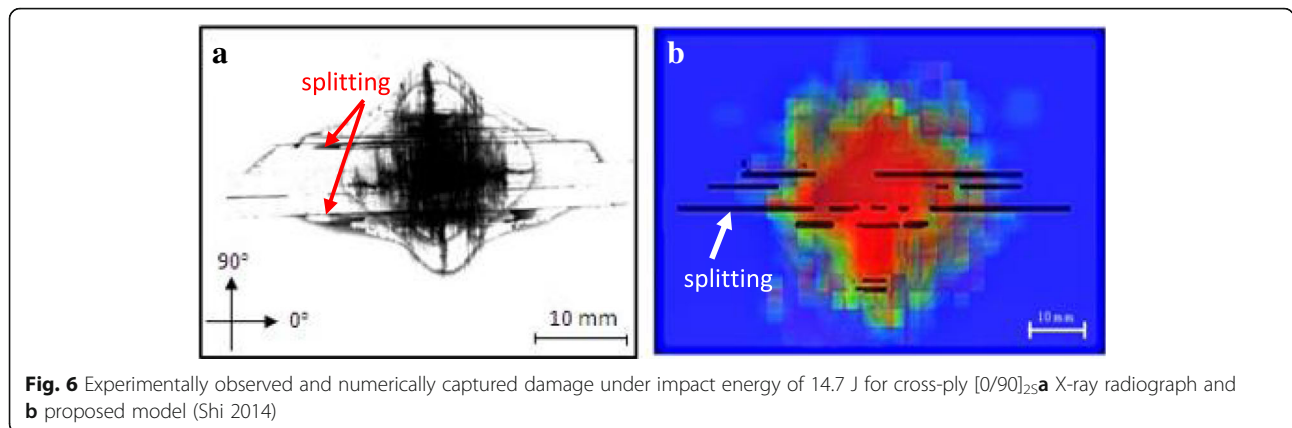 a
splitting
90°
0°
10 mm
b
splitting
10 mm
Fig. 6 Experimentally observed and numerically captured damage under impact energy of 14.7 J for cross-ply [0/90]2Sa X-ray radiograph and
b proposed model (Shi 2014)